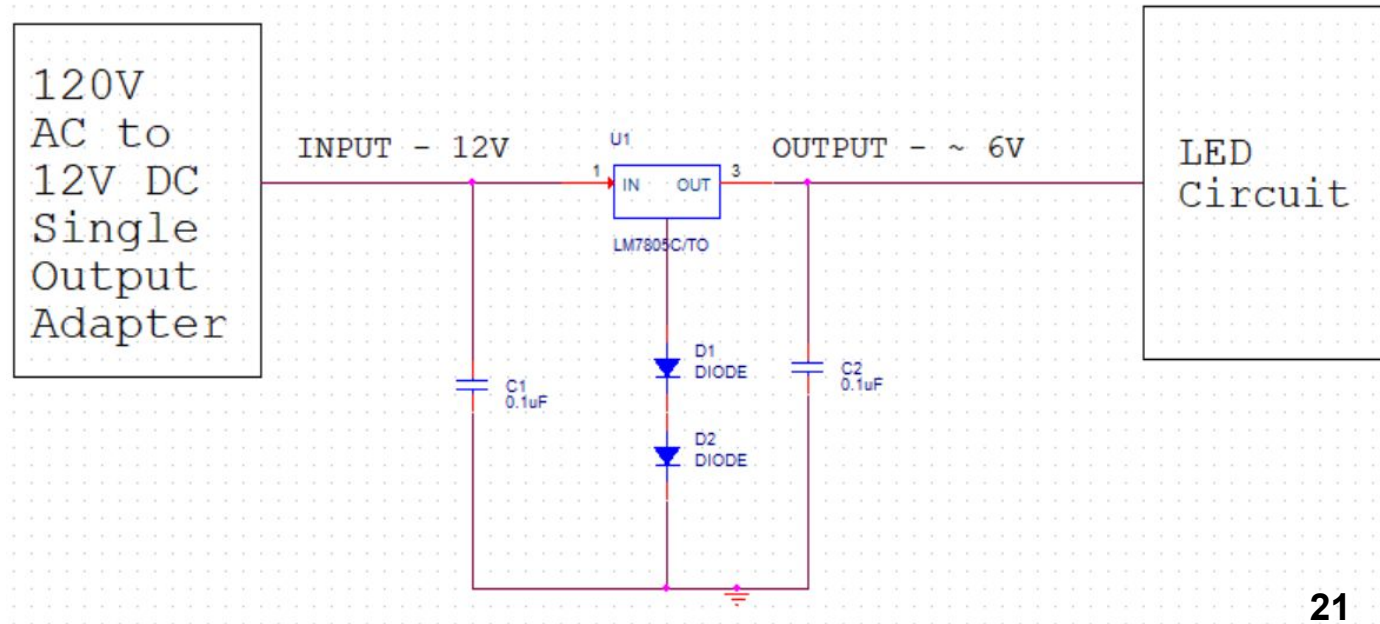 120V
AC to
12V DC
Single
Output
Adapter
INPUT - 12V
U1
1
IN
OUT
3
LM7805C/TO
OUTPUT - ~ 6V
LED
Circuit
C1
0.1uF
D1
DIODE
D2
DIODE
C2
0.1uF
21